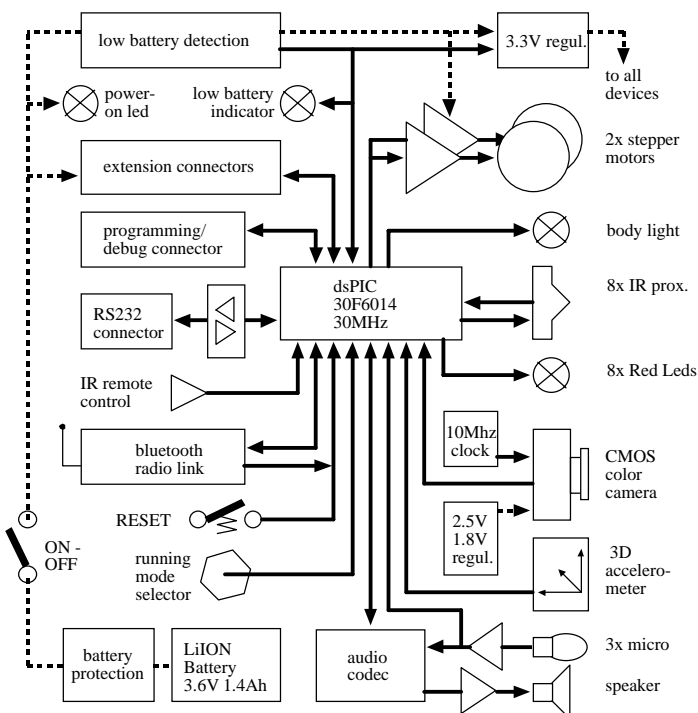 low battery detection
3.3V regul.
to all
devices
power-
on led
low battery
indicator
2x stepper
motors
extension connectors
programming/
debug connector
body light
dsPIC
30F6014
30MHz
8x IR prox.
RS232
connector
8x Red Leds
IR remote
control
10Mhz
clock
bluetooth
radio link
CMOS
color
camera
RESET
2.5V
1.8V
regul.
ON -
OFF
running
mode
selector
3D
accelero-
meter
battery
protection
LiION
Battery
3.6V 1.4Ah
audio
codec
3x micro
speaker